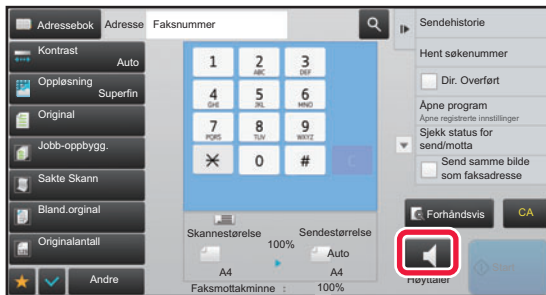 Adressebok
Adresse
Faksnummer
Sendehistorie
Kontrast
Auto
Oppløsning
Superfin
Original
Jobb-oppbygg.
Sakte Skann
Bland.orginal
Originalantall
Andre
1
2
ABC
3
DEF
4
GHI
5
JKL
6
MNO
7
PQRS
8
TUV
9
WXYZ
0
#
C
Skannestørelse
100%
Sendestørrelse
Auto
A4
A4
Faksmottakminne :
100%
Hent søkenummer
Dir. Overført
Åpne program
Åpne registrerte innstillinger
Sjekk status for
send/motta
Send samme bilde
som faksadresse
Forhåndsvis
CA
Høyttaler
Start